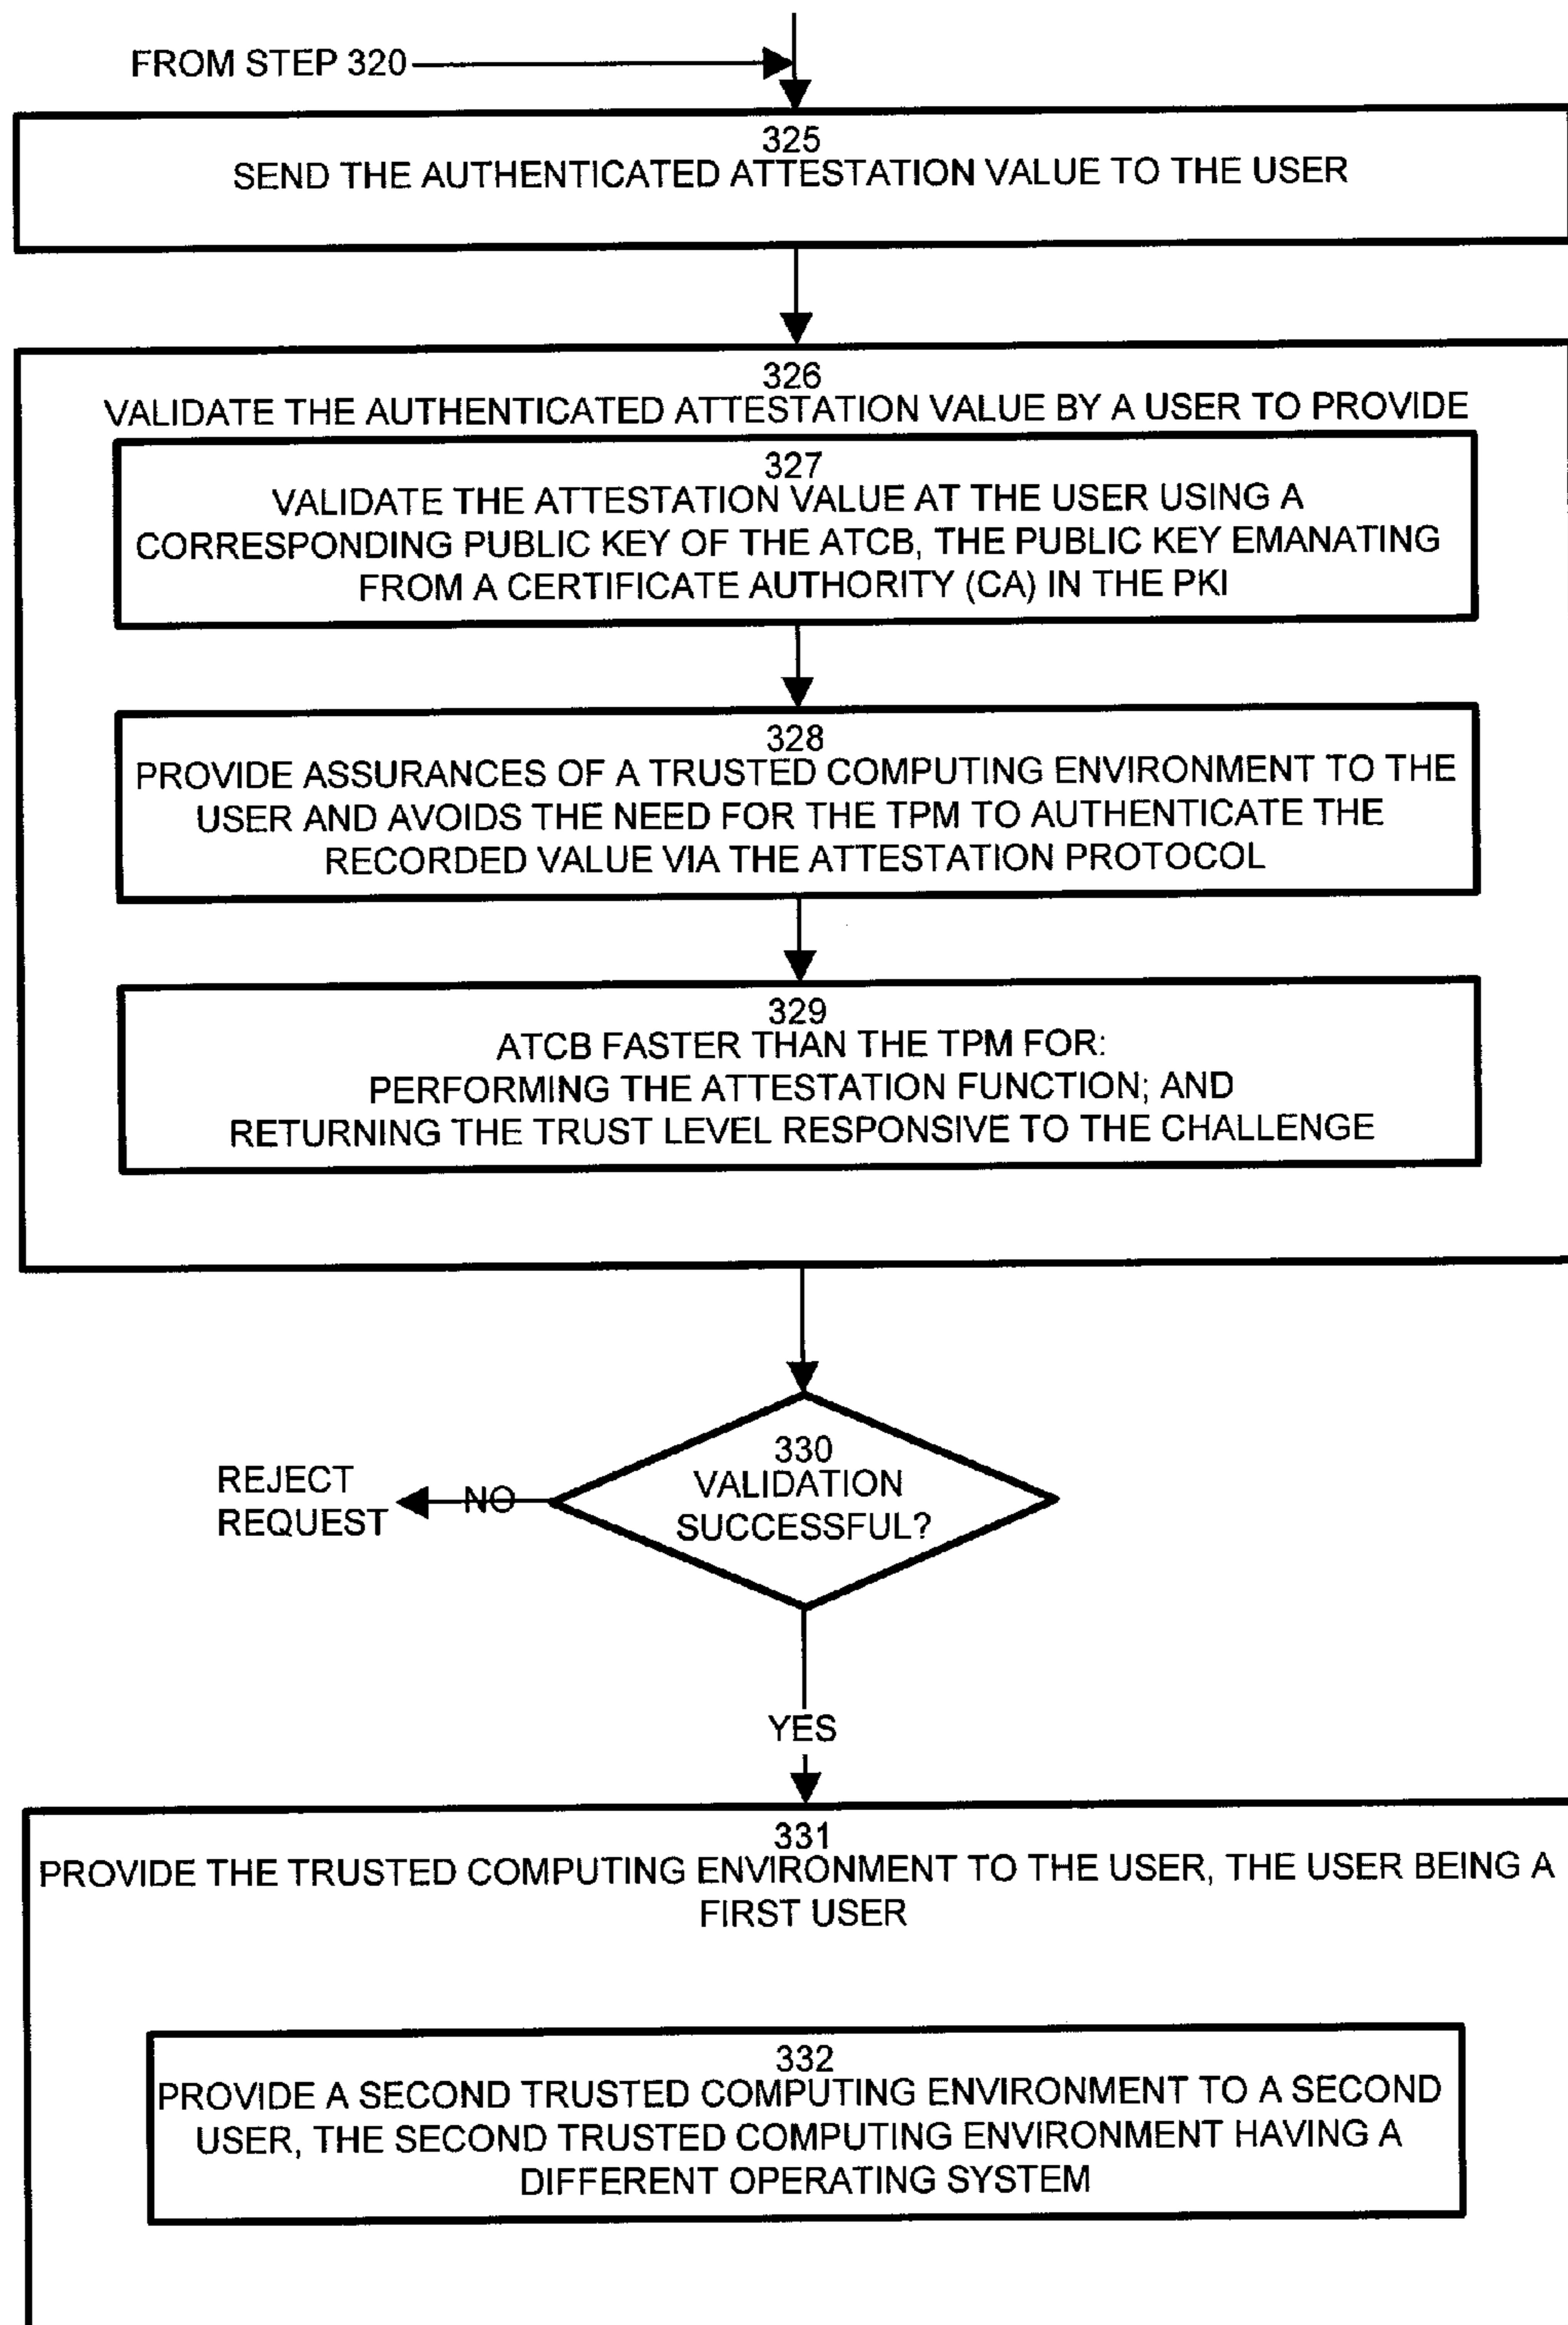 FROM STEP 320
325
SEND THE AUTHENTICATED ATTESTATION VALUE TO THE USER
326
VALIDATE THE AUTHENTICATED ATTESTATION VALUE BY A USER TO PROVIDE
327
VALIDATE THE ATTESTATION VALUE AT THE USER USING A
CORRESPONDING PUBLIC KEY OF THE ATCB, THE PUBLIC KEY EMANATING
FROM A CERTIFICATE AUTHORITY (CA) IN THE PKI
328
PROVIDE ASSURANCES OF A TRUSTED COMPUTING ENVIRONMENT TO THE
USER AND AVOIDS THE NEED FOR THE TPM TO AUTHENTICATE THE
RECORDED VALUE VIA THE ATTESTATION PROTOCOL
329
ATCB FASTER THAN THE TPM FOR:
PERFORMING THE ATTESTATION FUNCTION; AND
RETURNING THE TRUST LEVEL RESPONSIVE TO THE CHALLENGE
330
VALIDATION
SUCCESSFUL?
NO
REJECT
REQUEST
YES
331
PROVIDE THE TRUSTED COMPUTING ENVIRONMENT TO THE USER, THE USER BEING A
FIRST USER
332
PROVIDE A SECOND TRUSTED COMPUTING ENVIRONMENT TO A SECOND
USER, THE SECOND TRUSTED COMPUTING ENVIRONMENT HAVING A
DIFFERENT OPERATING SYSTEM